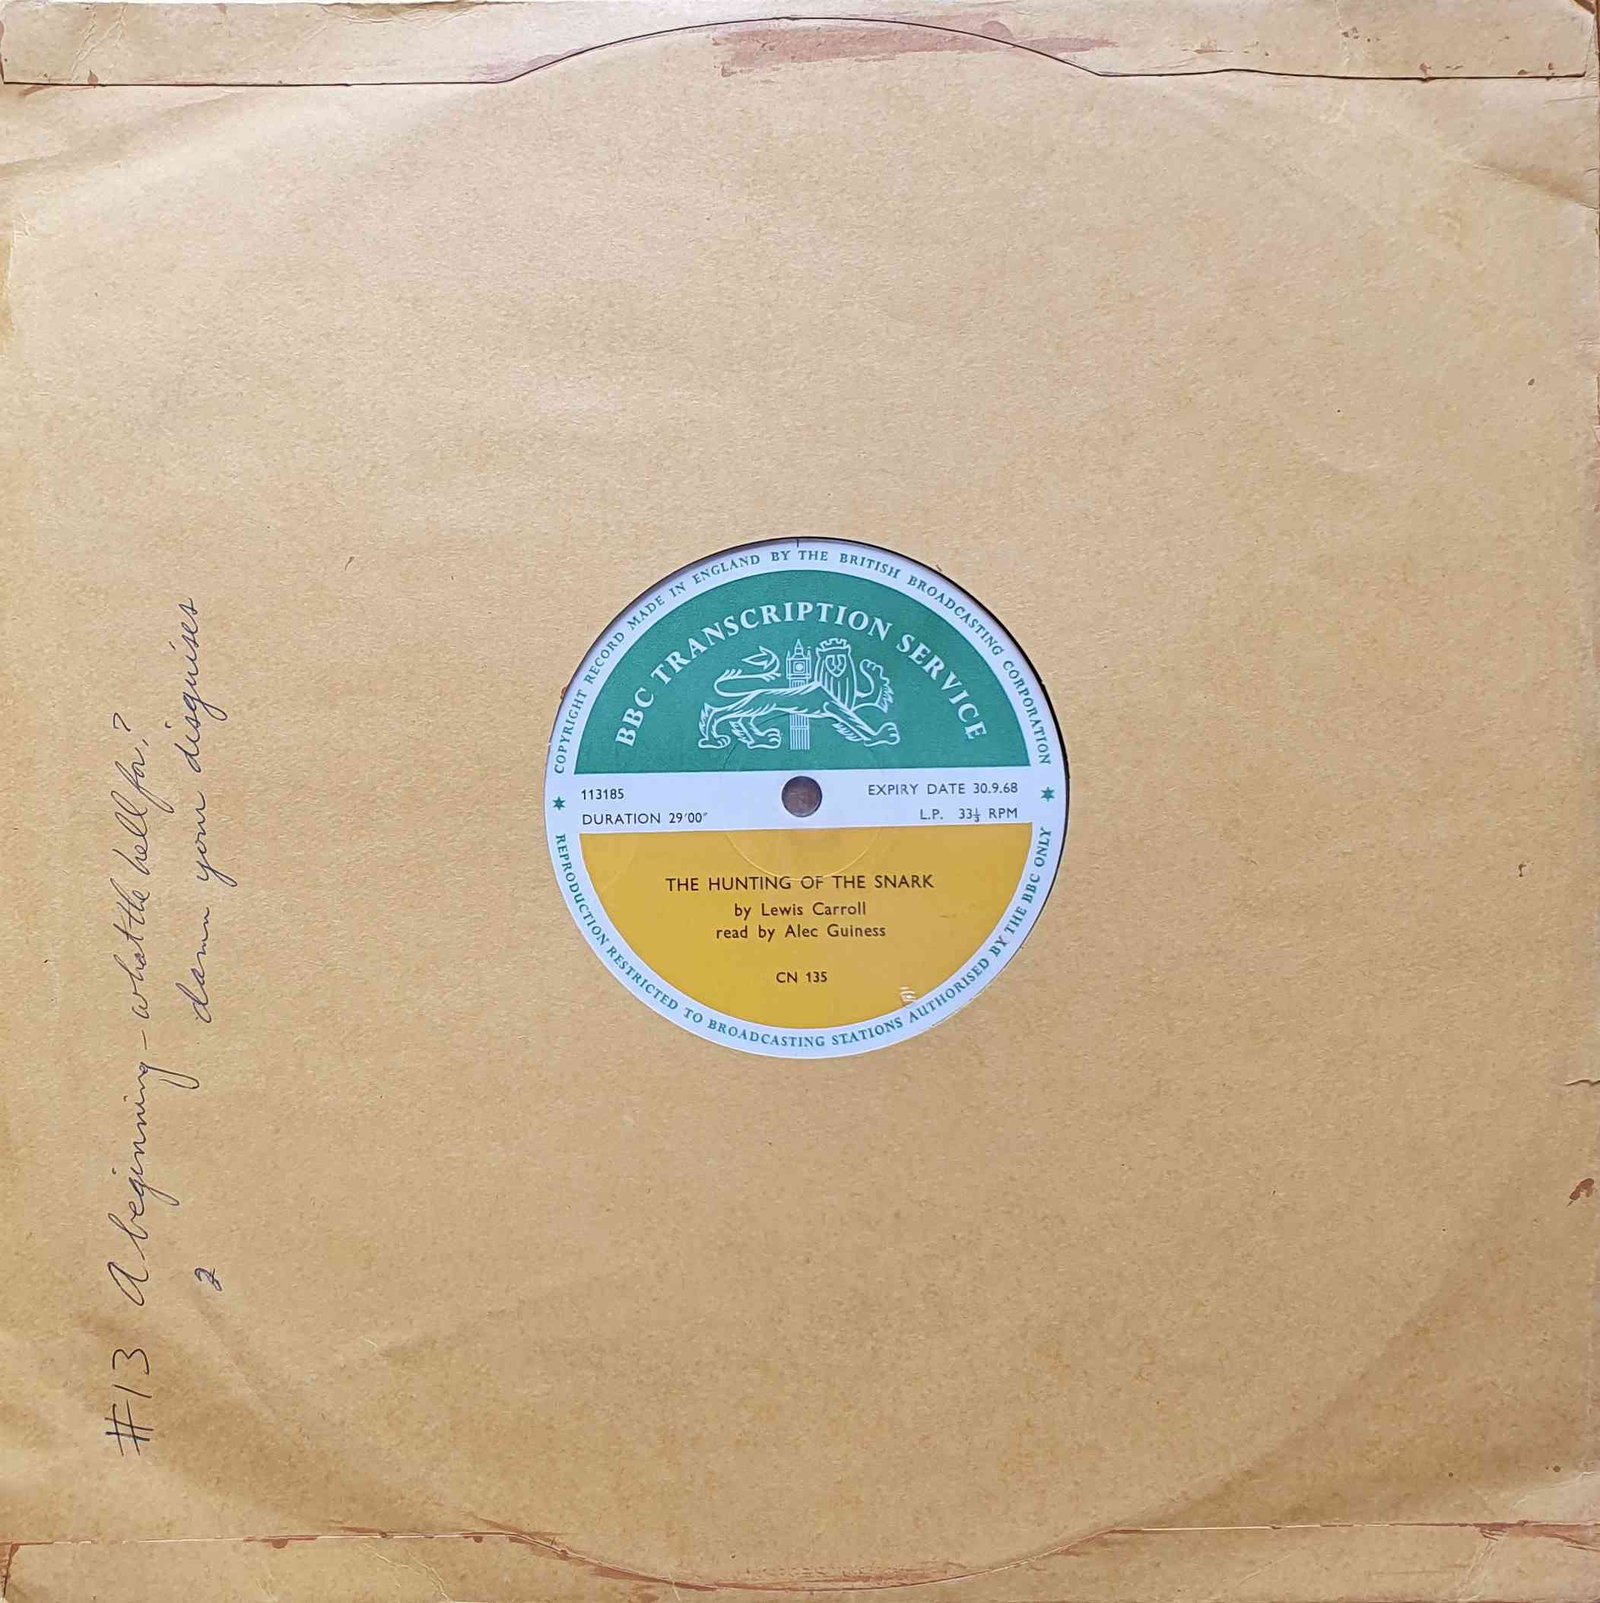 COPYRIGHT RECORD MADE IN ENGLAND BY THE BRITISH BROADCASTING CORPORATION
BBC TRANSCRIPTION SERVICE
113185
EXPIRY DATE 30.9.68
DURATION 29'00"
L.P. 33⅓ RPM
THE HUNTING OF THE SNARK
by Lewis Carroll
read by Alec Guiness
CN 135
REPRODUCTION RESTRICTED TO BROADCASTING STATIONS AUTHORISED BY THE BBC ONLY
#13 A beginning - what the hell for?
2 damn your disguises